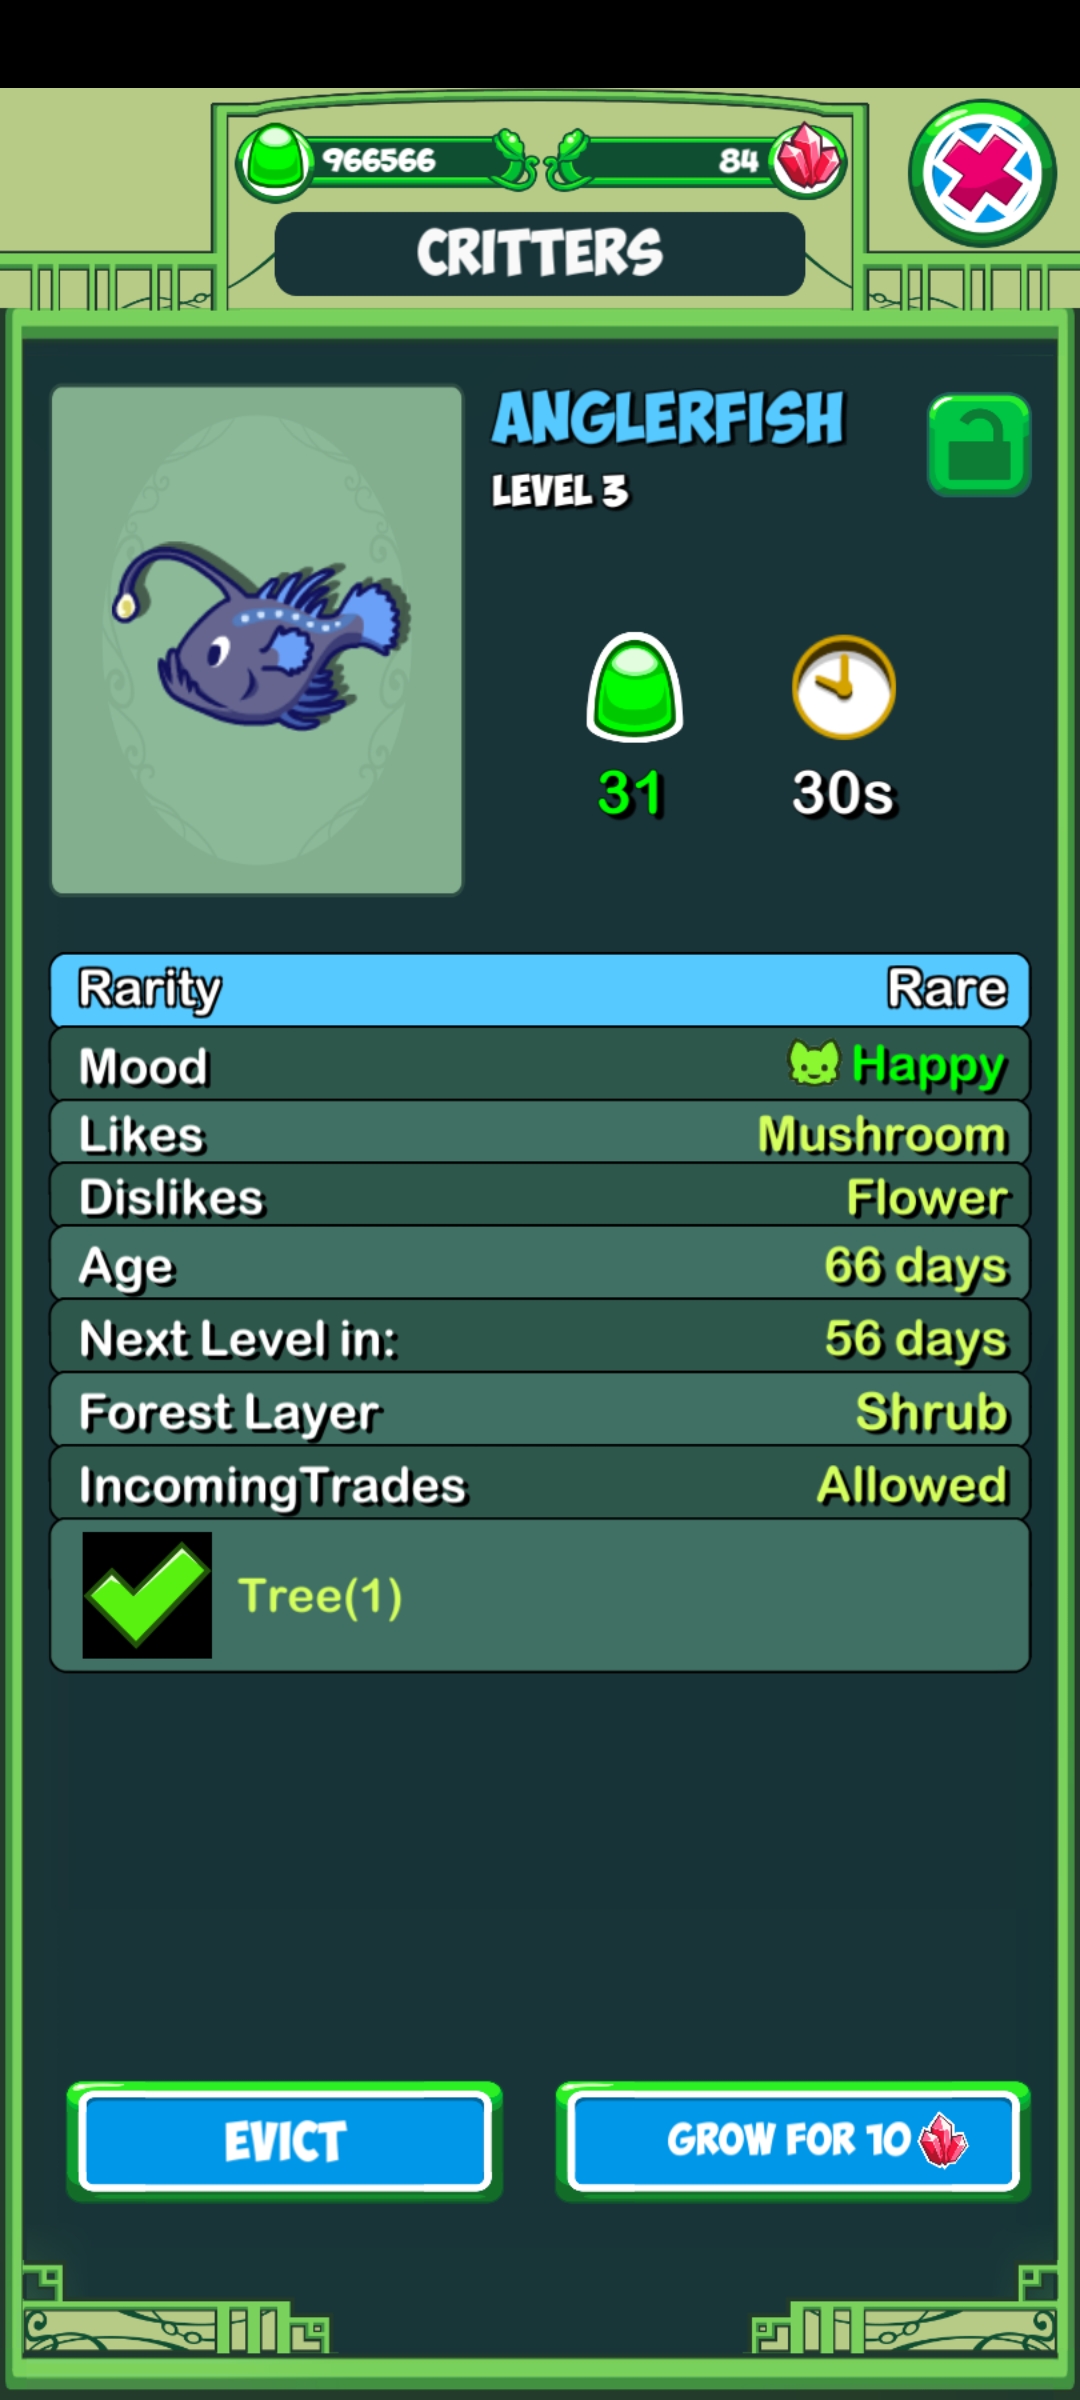 966566 84
CRITTERS
ANGLERFISH
LEVEL 3
31 30s
Rarity Rare
Mood Happy
Likes Mushroom
Dislikes Flower
Age 66 days
Next Level in: 56 days
Forest Layer Shrub
IncomingTrades Allowed
Tree(1)
EVICT GROW FOR 10